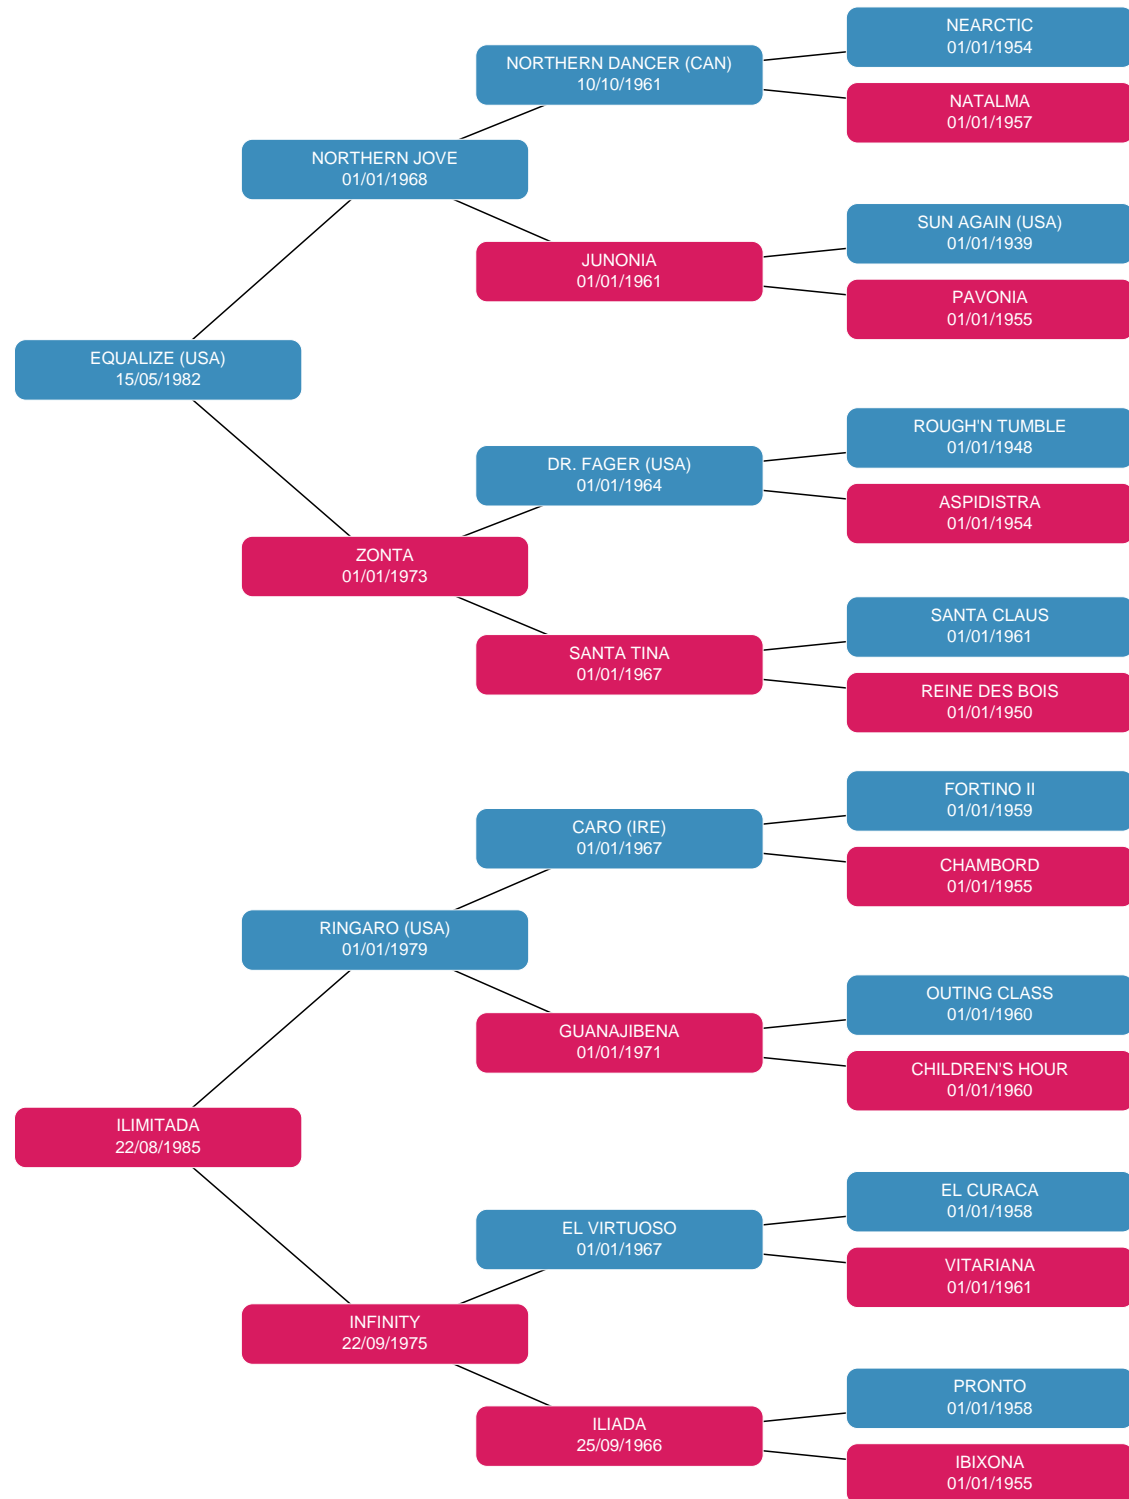 NEARCTIC
01/01/1954
NORTHERN DANCER (CAN)
10/10/1961
NATALMA
01/01/1957
NORTHERN JOVE
01/01/1968
SUN AGAIN (USA)
01/01/1939
JUNONIA
01/01/1961
PAVONIA
01/01/1955
EQUALIZE (USA)
15/05/1982
ROUGH'N TUMBLE
01/01/1948
DR. FAGER (USA)
01/01/1964
ASPIDISTRA
01/01/1954
ZONTA
01/01/1973
SANTA CLAUS
01/01/1961
SANTA TINA
01/01/1967
REINE DES BOIS
01/01/1950
FORTINO II
01/01/1959
CARO (IRE)
01/01/1967
CHAMBORD
01/01/1955
RINGARO (USA)
01/01/1979
OUTING CLASS
01/01/1960
GUANAJIBENA
01/01/1971
CHILDREN'S HOUR
01/01/1960
ILIMITADA
22/08/1985
EL CURACA
01/01/1958
EL VIRTUOSO
01/01/1967
VITARIANA
01/01/1961
INFINITY
22/09/1975
PRONTO
01/01/1958
ILIADA
25/09/1966
IBIXONA
01/01/1955